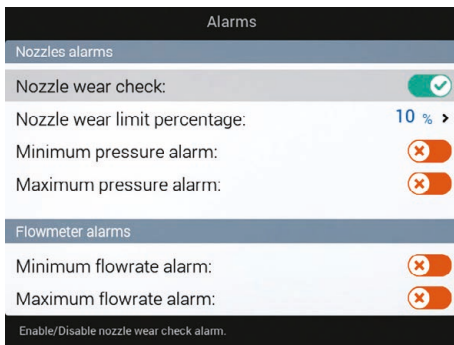 Alarms
Nozzles alarms
Nozzle wear check:
Nozzle wear limit percentage: 10 % >
Minimum pressure alarm:
Maximum pressure alarm:
Flowmeter alarms
Minimum flowrate alarm:
Maximum flowrate alarm:
Enable/Disable nozzle wear check alarm.